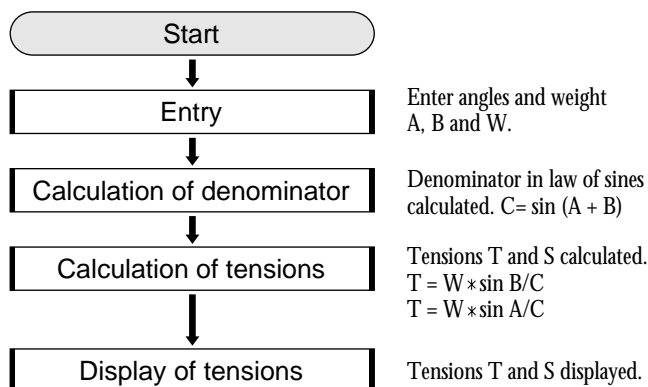 Start
Entry
Enter angles and weight
A, B and W.
Calculation of denominator
Denominator in law of sines
calculated. C= sin (A + B)
Calculation of tensions
Tensions T and S calculated.
T = W * sin B/C
T = W * sin A/C
Display of tensions
Tensions T and S displayed.